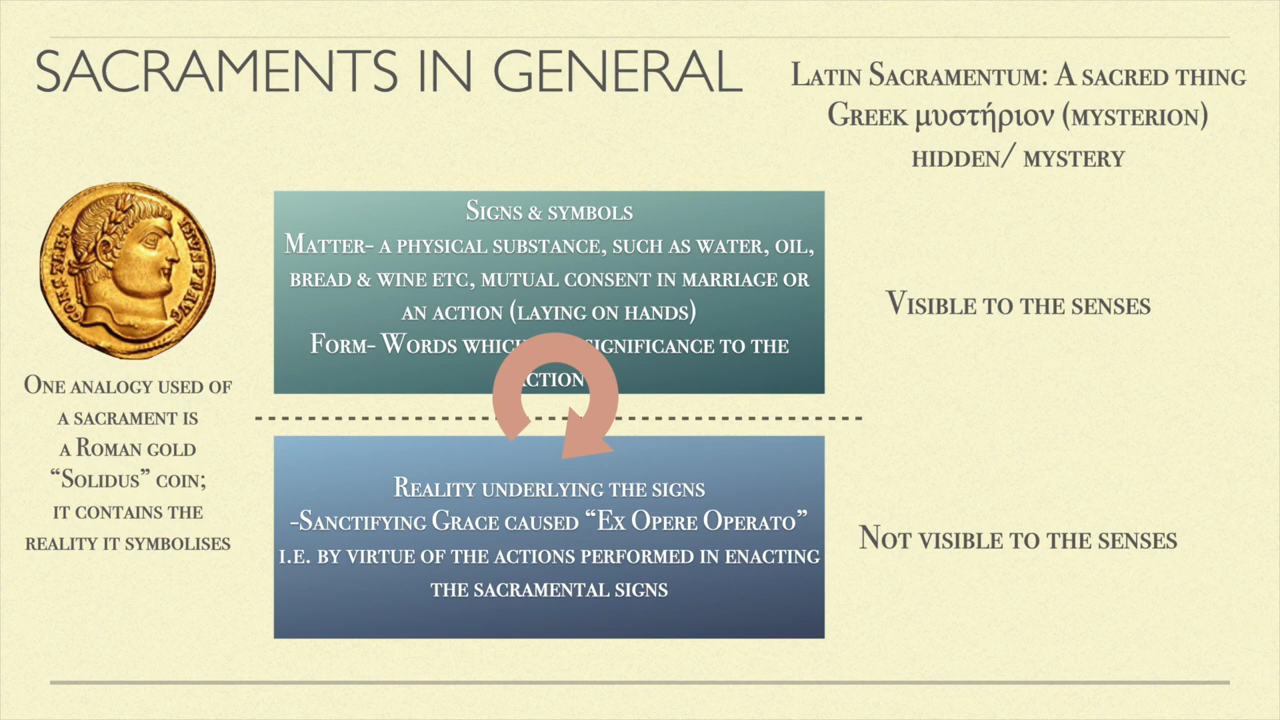 SACRAMENTS IN GENERAL
Latin Sacramentum: A sacred thing
Greek μυστήριον (mysterion)
hidden/ mystery
Signs & symbols
Matter- a physical substance, such as water, oil,
bread & wine etc, mutual consent in marriage or
an action (laying on hands)
Form- Words which significance to the
action
Visible to the senses
CONSTANT
INVSPFAVG
One analogy used of
a sacrament is
a Roman gold
“Solidus” coin;
it contains the
reality it symbolises
Reality underlying the signs
-Sanctifying Grace caused “Ex Opere Operato”
i.e. by virtue of the actions performed in enacting
the sacramental signs
Not visible to the senses